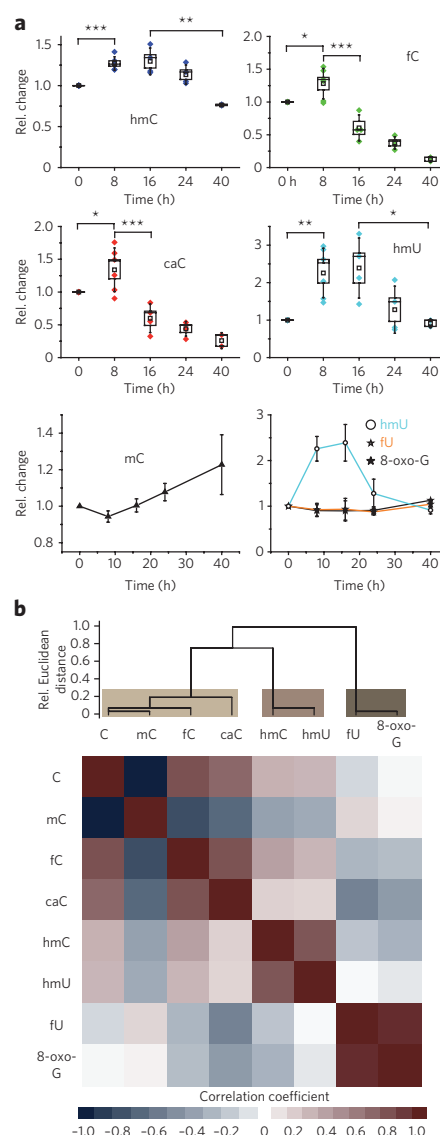 a
*** **
1.5
1.0
0.5
0
Rel. change
hmC
0 8 16 24 40
Time (h)
* ***
2.0
1.5
1.0
0.5
0
fC
0 h 8 16 24 40
Time (h)
* ***
2.0
1.5
1.0
0.5
0
Rel. change
caC
0 8 16 24 40
Time (h)
** *
3
2
1
0
hmU
0 8 16 24 40
Time (h)
1.4
1.2
1.0
0.8
Rel. change
mC
0 10 20 30 40
Time (h)
3
2
1
0
hmU
fU
8-oxo-G
0 10 20 30 40
Time (h)
b
Rel. Euclidean
distance
1.0
0.8
0.6
0.4
0.2
0
C mC fC caC hmC hmU fU 8-oxo-
G
C
mC
fC
caC
hmC
hmU
fU
8-oxo-
G
Correlation coefficient
−1.0 −0.8 −0.6 −0.4 −0.2 0 0.2 0.4 0.6 0.8 1.0